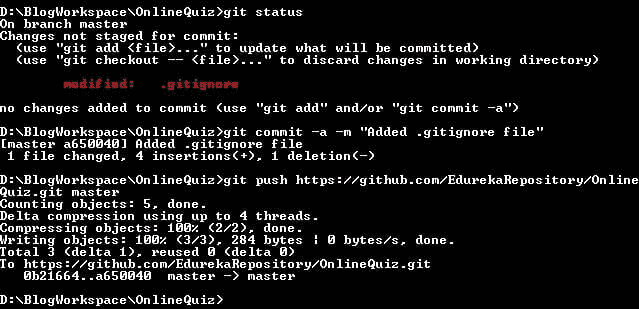 D:\BlogWorkspace\OnlineQuiz>git status
On branch master
Changes not staged for commit:
  (use "git add <file>..." to update what will be committed)
  (use "git checkout -- <file>..." to discard changes in working directory)
        modified:   .gitignore
no changes added to commit (use "git add" and/or "git commit -a")
D:\BlogWorkspace\OnlineQuiz>git commit -a -m "Added .gitignore file"
[master a650040] Added .gitignore file
 1 file changed, 4 insertions(+), 1 deletion(-)
D:\BlogWorkspace\OnlineQuiz>git push https://github.com/EdurekaRepository/Online
Quiz.git master
Counting objects: 5, done.
Delta compression using up to 4 threads.
Compressing objects: 100% (2/2), done.
Writing objects: 100% (3/3), 284 bytes ¦ 0 bytes/s, done.
Total 3 (delta 1), reused 0 (delta 0)
To https://github.com/EdurekaRepository/OnlineQuiz.git
   0b21664..a650040  master -> master
D:\BlogWorkspace\OnlineQuiz>